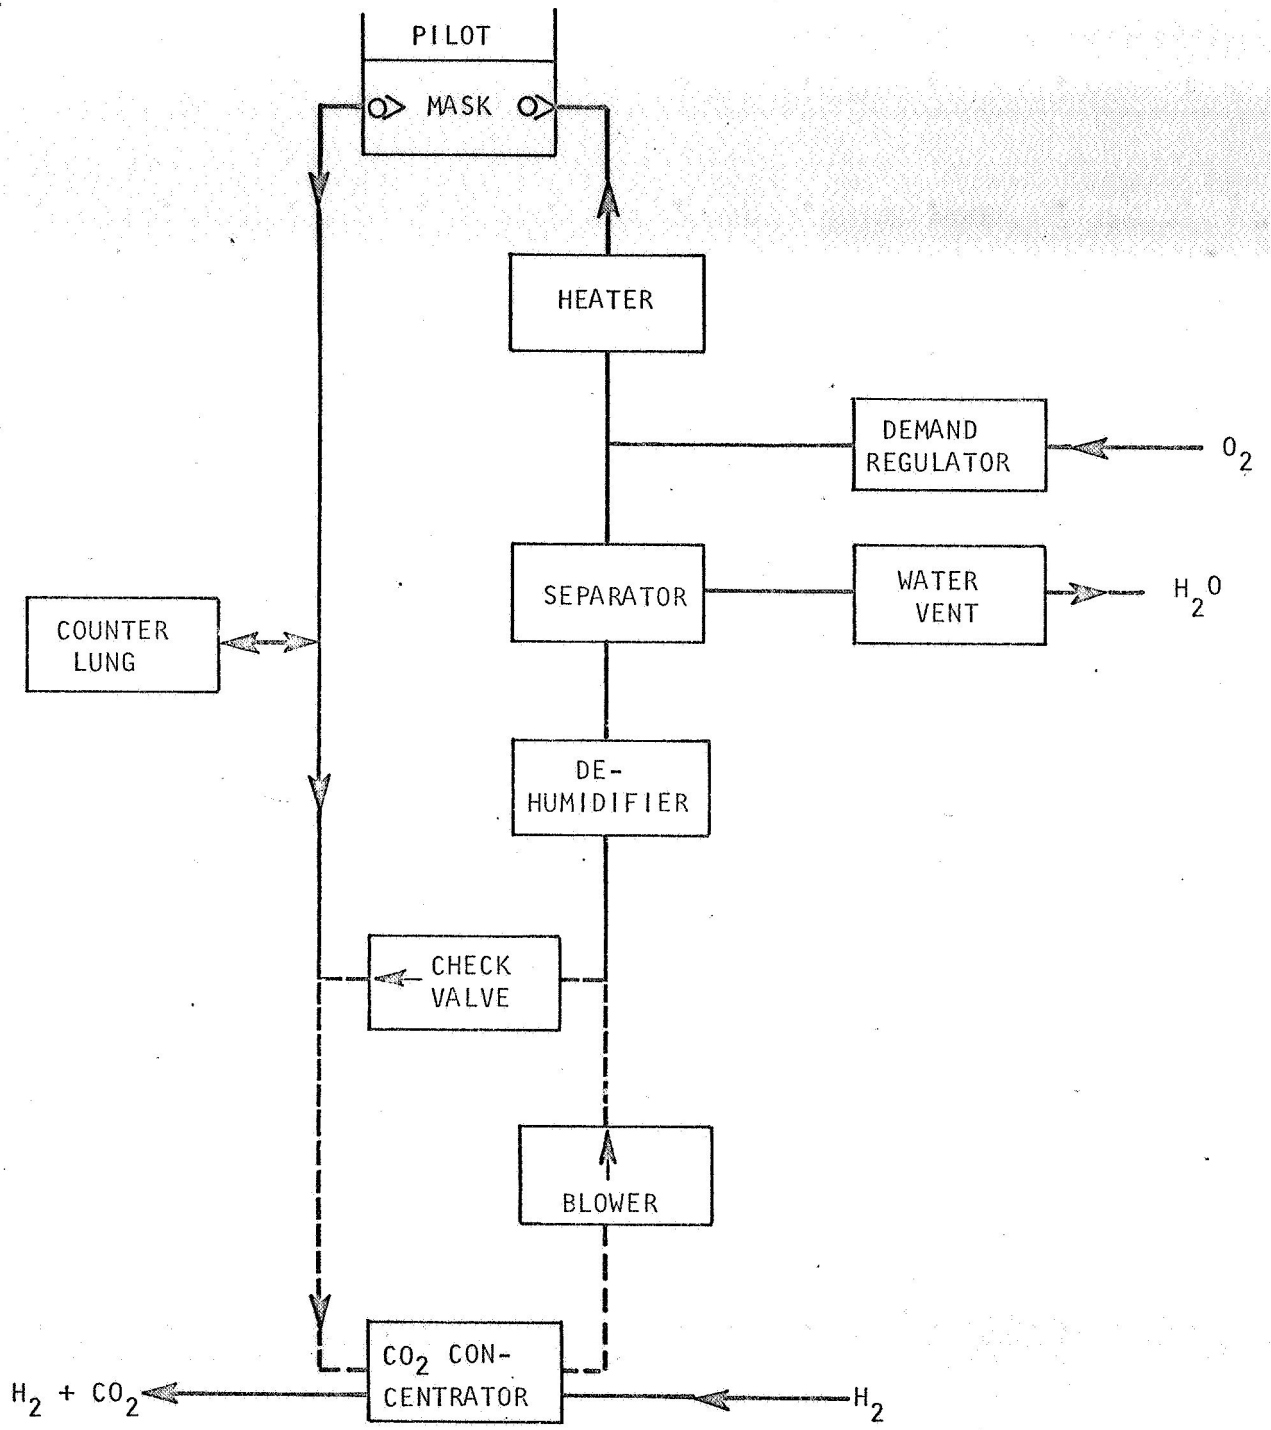 PILOT
MASK
HEATER
DEMAND
REGULATOR
O2
SEPARATOR
WATER
VENT
H2O
COUNTER
LUNG
DE-
HUMIDIFIER
CHECK
VALVE
BLOWER
CO2 CON-
CENTRATOR
H2 + CO2
H2